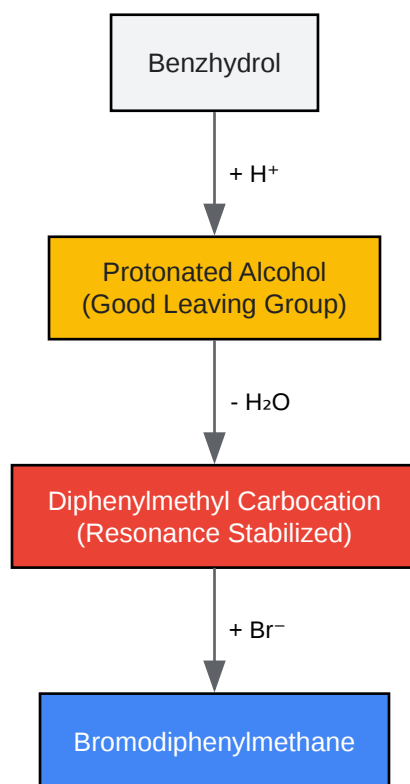 Benzhydrol
+ H⁺
Protonated Alcohol
(Good Leaving Group)
- H₂O
Diphenylmethyl Carbocation
(Resonance Stabilized)
+ Br⁻
Bromodiphenylmethane